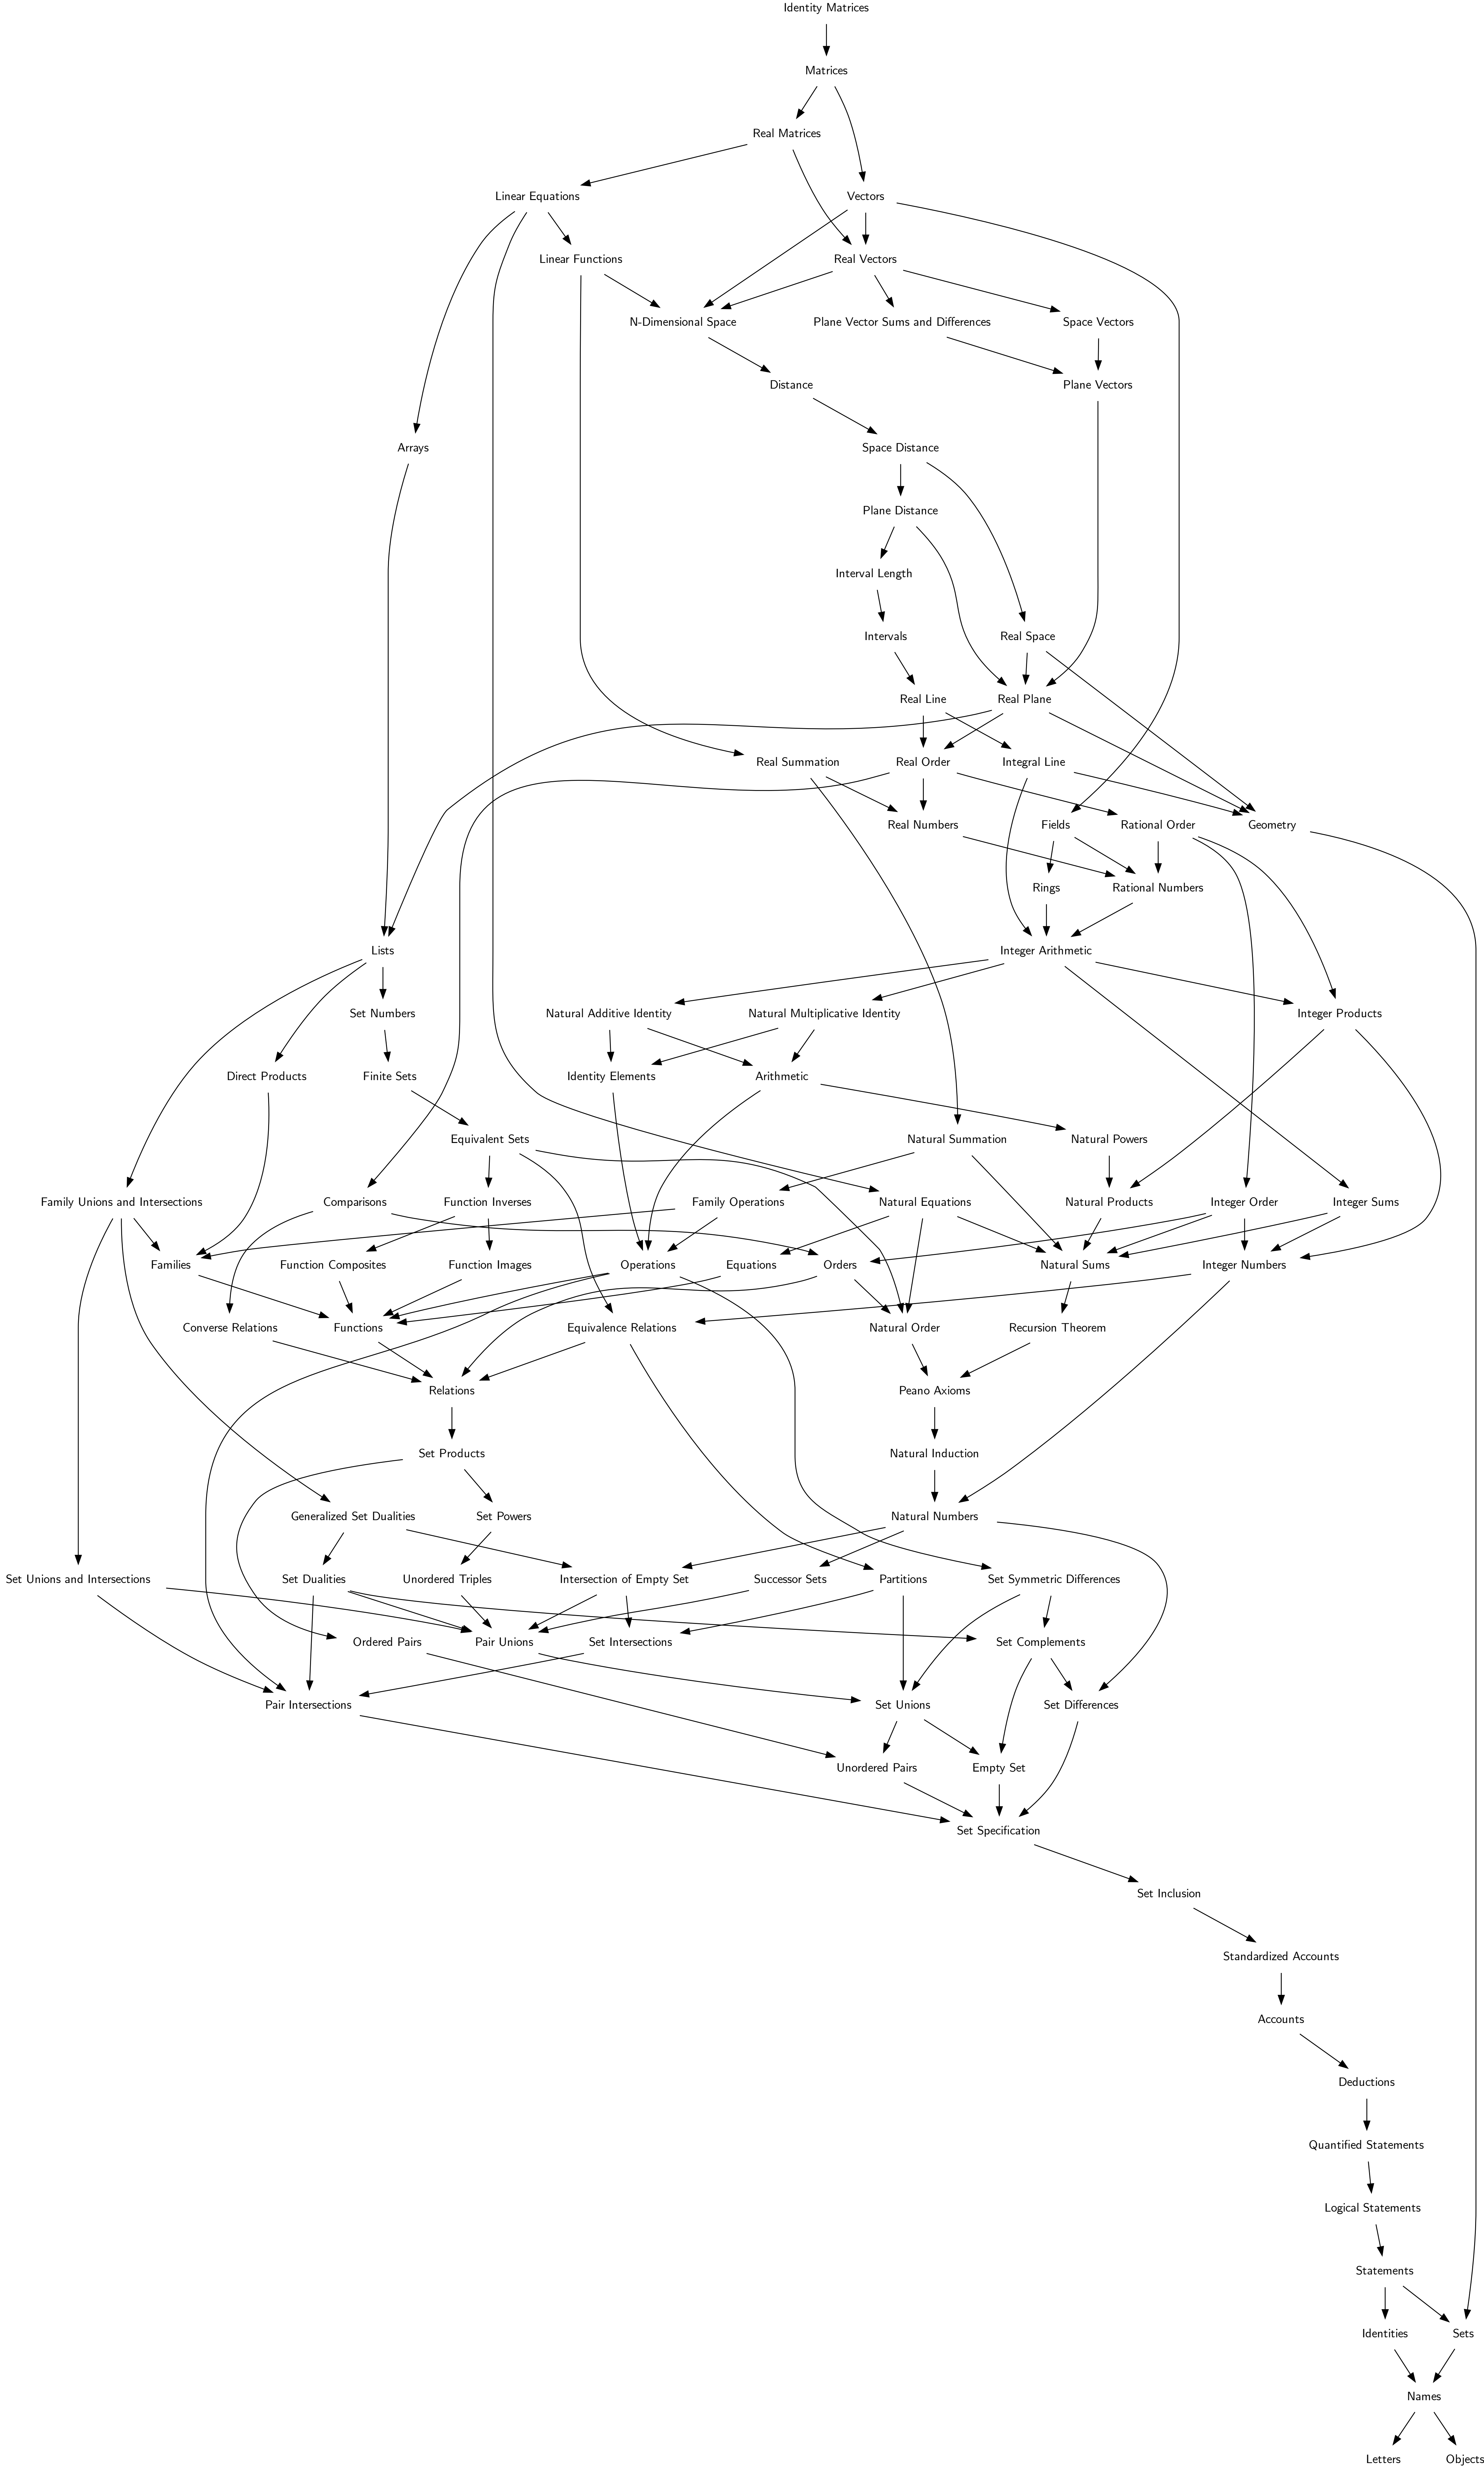 Identity Matrices
Matrices
Real Matrices
Linear Equations
Vectors
Linear Functions
Real Vectors
N-Dimensional Space
Plane Vector Sums and Differences
Space Vectors
Distance
Plane Vectors
Arrays
Space Distance
Plane Distance
Interval Length
Intervals
Real Space
Real Line
Real Plane
Real Summation
Real Order
Integral Line
Real Numbers
Fields
Rational Order
Geometry
Rings
Rational Numbers
Lists
Integer Arithmetic
Set Numbers
Natural Additive Identity
Natural Multiplicative Identity
Integer Products
Direct Products
Finite Sets
Identity Elements
Arithmetic
Equivalent Sets
Natural Summation
Natural Powers
Family Unions and Intersections
Comparisons
Function Inverses
Family Operations
Natural Equations
Natural Products
Integer Order
Integer Sums
Families
Function Composites
Function Images
Operations
Equations
Orders
Natural Sums
Integer Numbers
Converse Relations
Functions
Equivalence Relations
Natural Order
Recursion Theorem
Relations
Peano Axioms
Set Products
Natural Induction
Generalized Set Dualities
Set Powers
Natural Numbers
Set Unions and Intersections
Set Dualities
Unordered Triples
Intersection of Empty Set
Successor Sets
Partitions
Set Symmetric Differences
Ordered Pairs
Pair Unions
Set Intersections
Set Complements
Pair Intersections
Set Unions
Set Differences
Unordered Pairs
Empty Set
Set Specification
Set Inclusion
Standardized Accounts
Accounts
Deductions
Quantified Statements
Logical Statements
Statements
Identities
Sets
Names
Letters
Objects